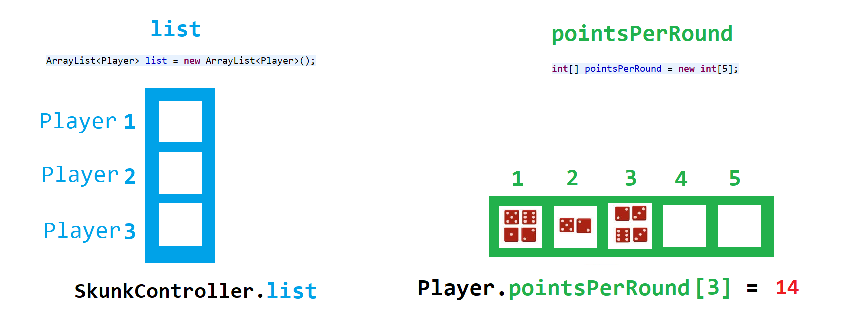 list
ArrayList<Player> list = new ArrayList<Player>();
Player 1
Player 2
Player 3
SkunkController.list
pointsPerRound
int[] pointsPerRound = new int[5];
1 2 3 4 5
Player.pointsPerRound[3] = 14